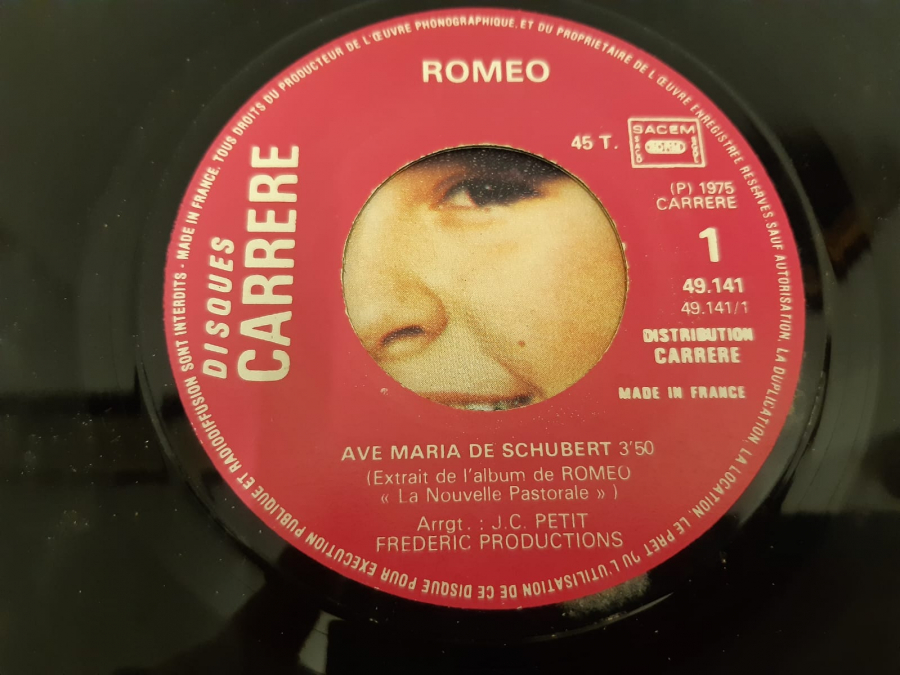 ROMEO
45 T.
SACEM
(P) 1975
CARRERE
1
49.141
49.141/1
DISTRIBUTION
CARRERE
MADE IN FRANCE
DISQUES
CARRERE
AVE MARIA DE SCHUBERT 3'50
(Extrait de l'album de ROMEO
« La Nouvelle Pastorale » )
Arrgt. : J.C. PETIT
FREDERIC PRODUCTIONS
MADE IN FRANCE. TOUS DROITS DU PRODUCTEUR DE L'ŒUVRE PHONOGRAPHIQUE, ET DU PROPRIETAIRE DE L'ŒUVRE ENREGISTRÉE RÉSERVÉS SAUF AUTORISATION. LA DUPLICATION, LA LOCATION, LE PRET OU L'UTILISATION DE CE DISQUE POUR EXECUTION PUBLIQUE ET RADIODIFFUSION SONT INTERDITS -